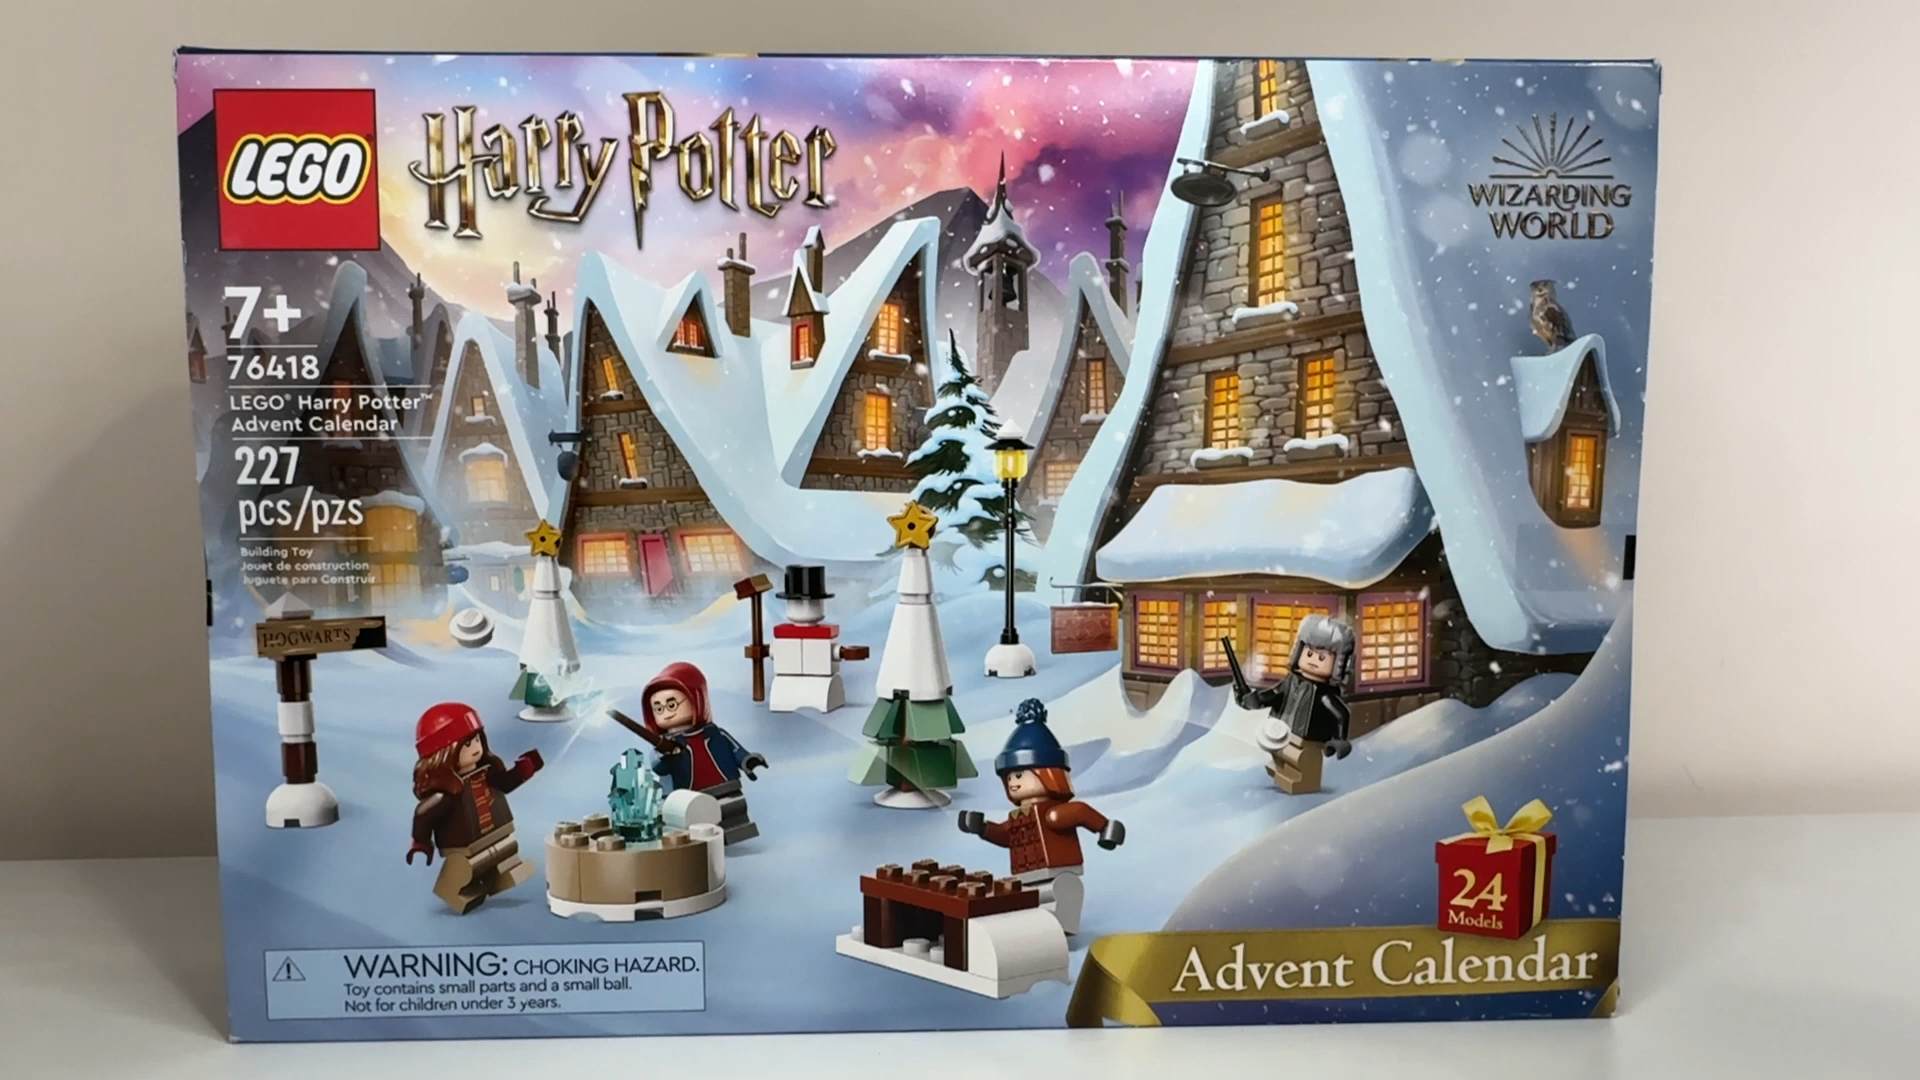 LEGO
Harry Potter
WIZARDING
WORLD
7+
76418
LEGO® Harry Potter™
Advent Calendar
227
pcs/pzs
Building Toy
Jouet de construction
Juguete para Construir
HOGWARTS
24
Models
Advent Calendar
WARNING: CHOKING HAZARD.
Toy contains small parts and a small ball.
Not for children under 3 years.